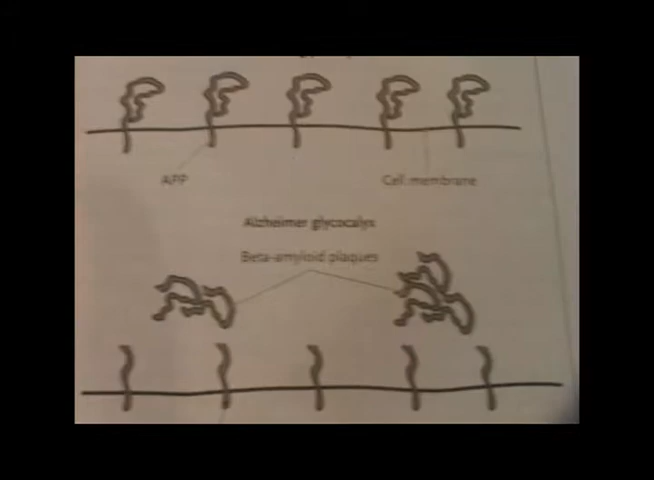 APP
Cell membrane
Alzheimer glycocalyx
Beta-amyloid plaques